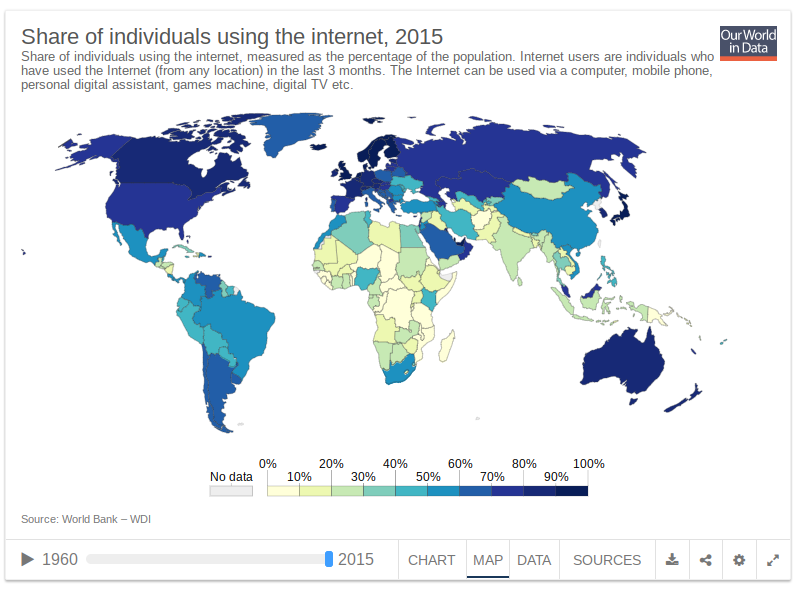 Share of individuals using the internet, 2015
Our World
in Data
Share of individuals using the internet, measured as the percentage of the population. Internet users are individuals who
have used the Internet (from any location) in the last 3 months. The Internet can be used via a computer, mobile phone,
personal digital assistant, games machine, digital TV etc.
0% 20% 40% 60% 80% 100%
No data 10% 30% 50% 70% 90%
Source: World Bank – WDI
1960 2015 CHART MAP DATA SOURCES